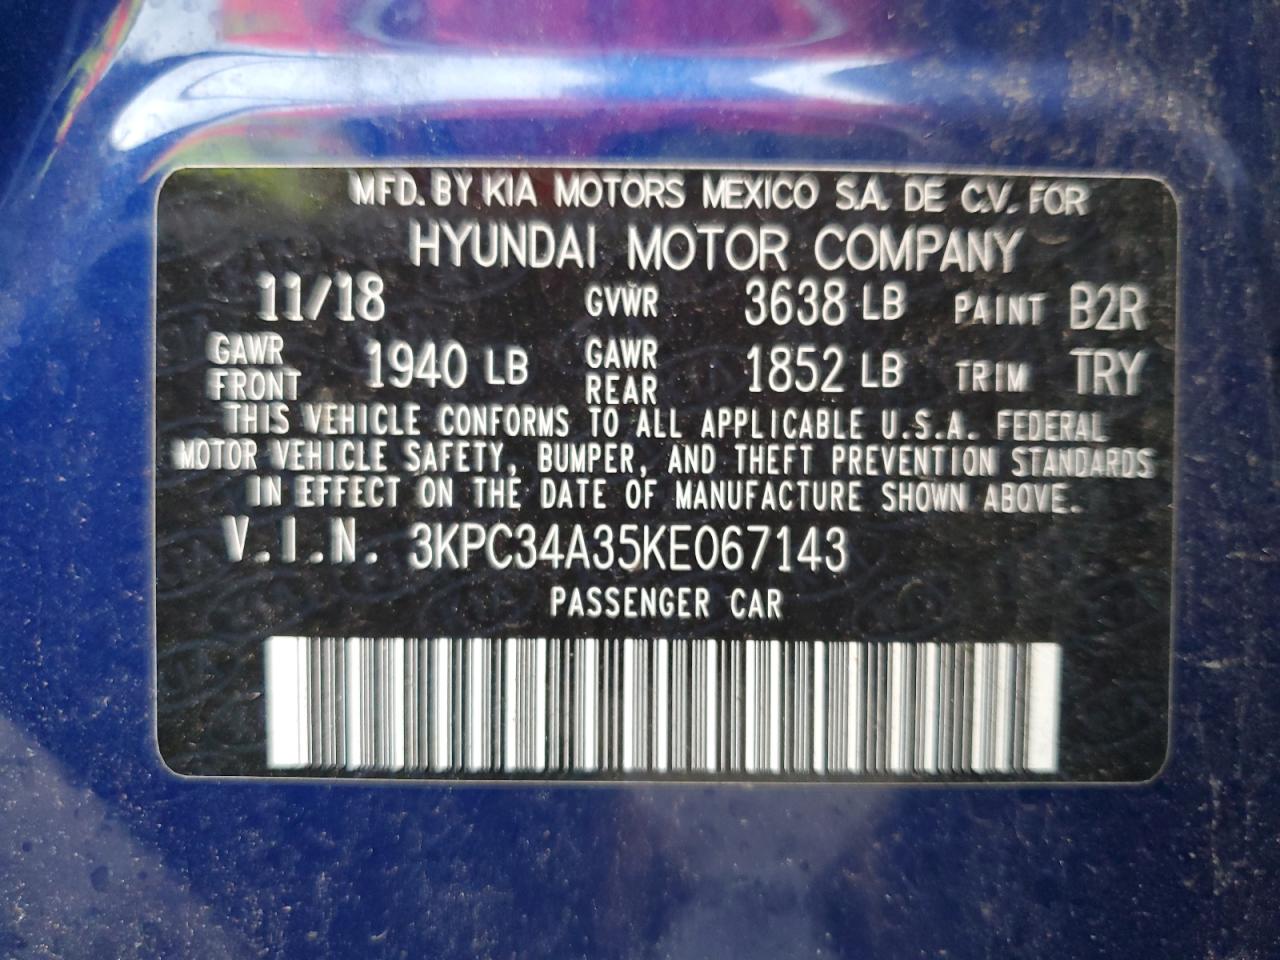 MFD. BY KIA MOTORS MEXICO S.A. DE C.V. FOR
HYUNDAI MOTOR COMPANY
11/18 GVWR 3638 LB PAINT B2R
GAWR FRONT 1940 LB GAWR REAR 1852 LB TRIM TRY
THIS VEHICLE CONFORMS TO ALL APPLICABLE U.S.A. FEDERAL
MOTOR VEHICLE SAFETY, BUMPER, AND THEFT PREVENTION STANDARDS
IN EFFECT ON THE DATE OF MANUFACTURE SHOWN ABOVE.
V.I.N. 3KPC34A35KE067143
PASSENGER CAR